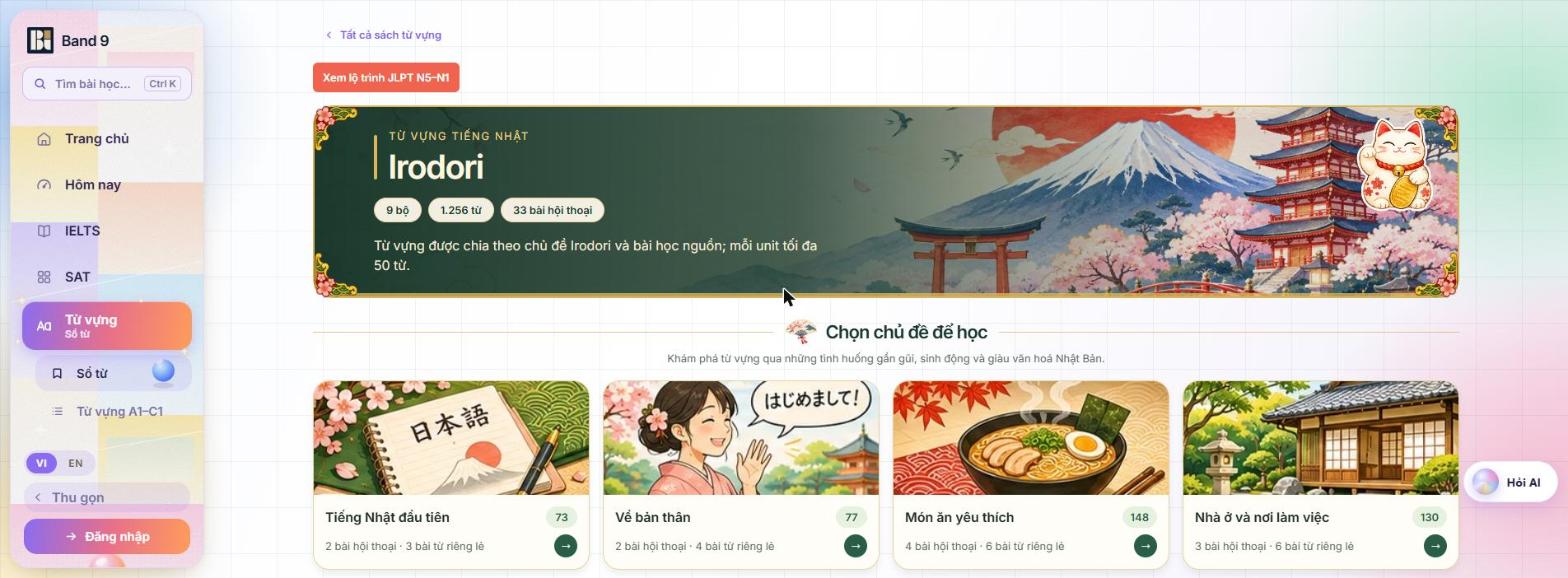 Band 9
Tìm bài học... Ctrl K
Trang chủ
Hôm nay
IELTS
SAT
Từ vựng
Sổ từ
Sổ từ
Từ vựng A1–C1
VI EN
Thu gọn
Đăng nhập
Tất cả sách từ vựng
Xem lộ trình JLPT N5–N1
TỪ VỰNG TIẾNG NHẬT
Irodori
9 bộ 1.256 từ 33 bài hội thoại
Từ vựng được chia theo chủ đề Irodori và bài học nguồn; mỗi unit tối đa
50 từ.
Chọn chủ đề để học
Khám phá từ vựng qua những tình huống gần gũi, sinh động và giàu văn hoá Nhật Bản.
日本語
Tiếng Nhật đầu tiên 73
2 bài hội thoại · 3 bài từ riêng lẻ →
はじめまして!
Về bản thân 77
2 bài hội thoại · 4 bài từ riêng lẻ →
Món ăn yêu thích 148
4 bài hội thoại · 6 bài từ riêng lẻ →
Nhà ở và nơi làm việc 130
3 bài hội thoại · 6 bài từ riêng lẻ →
Hỏi AI